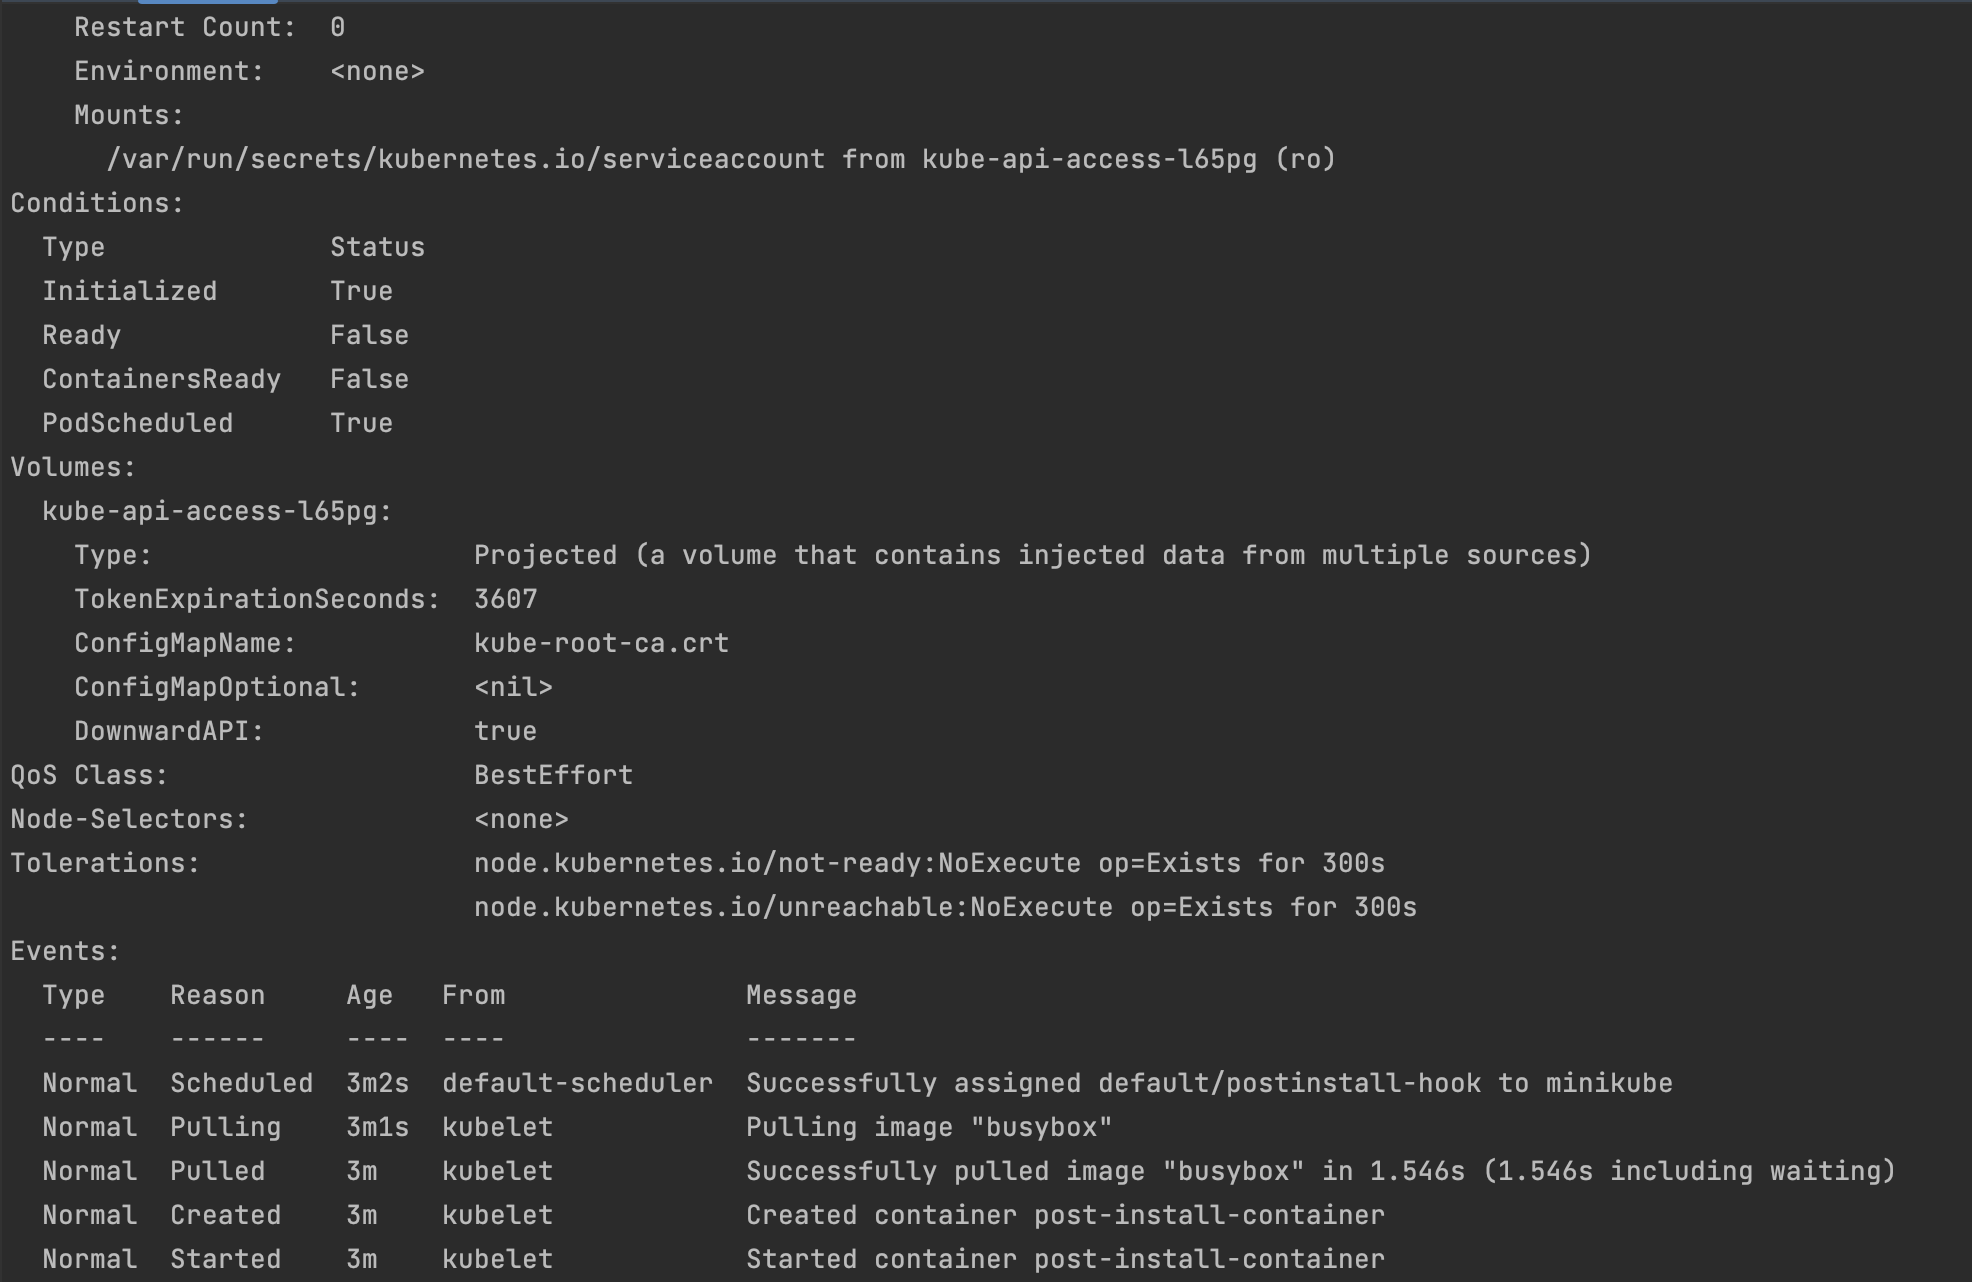 Restart Count:  0
Environment:    <none>
Mounts:
/var/run/secrets/kubernetes.io/serviceaccount from kube-api-access-l65pg (ro)
Conditions:
Type              Status
Initialized       True
Ready             False
ContainersReady   False
PodScheduled      True
Volumes:
kube-api-access-l65pg:
Type:                    Projected (a volume that contains injected data from multiple sources)
TokenExpirationSeconds:  3607
ConfigMapName:           kube-root-ca.crt
ConfigMapOptional:       <nil>
DownwardAPI:             true
QoS Class:                   BestEffort
Node-Selectors:              <none>
Tolerations:                 node.kubernetes.io/not-ready:NoExecute op=Exists for 300s
node.kubernetes.io/unreachable:NoExecute op=Exists for 300s
Events:
Type    Reason     Age   From               Message
----    ------     ----  ----               -------
Normal  Scheduled  3m2s  default-scheduler  Successfully assigned default/postinstall-hook to minikube
Normal  Pulling    3m1s  kubelet            Pulling image "busybox"
Normal  Pulled     3m    kubelet            Successfully pulled image "busybox" in 1.546s (1.546s including waiting)
Normal  Created    3m    kubelet            Created container post-install-container
Normal  Started    3m    kubelet            Started container post-install-container